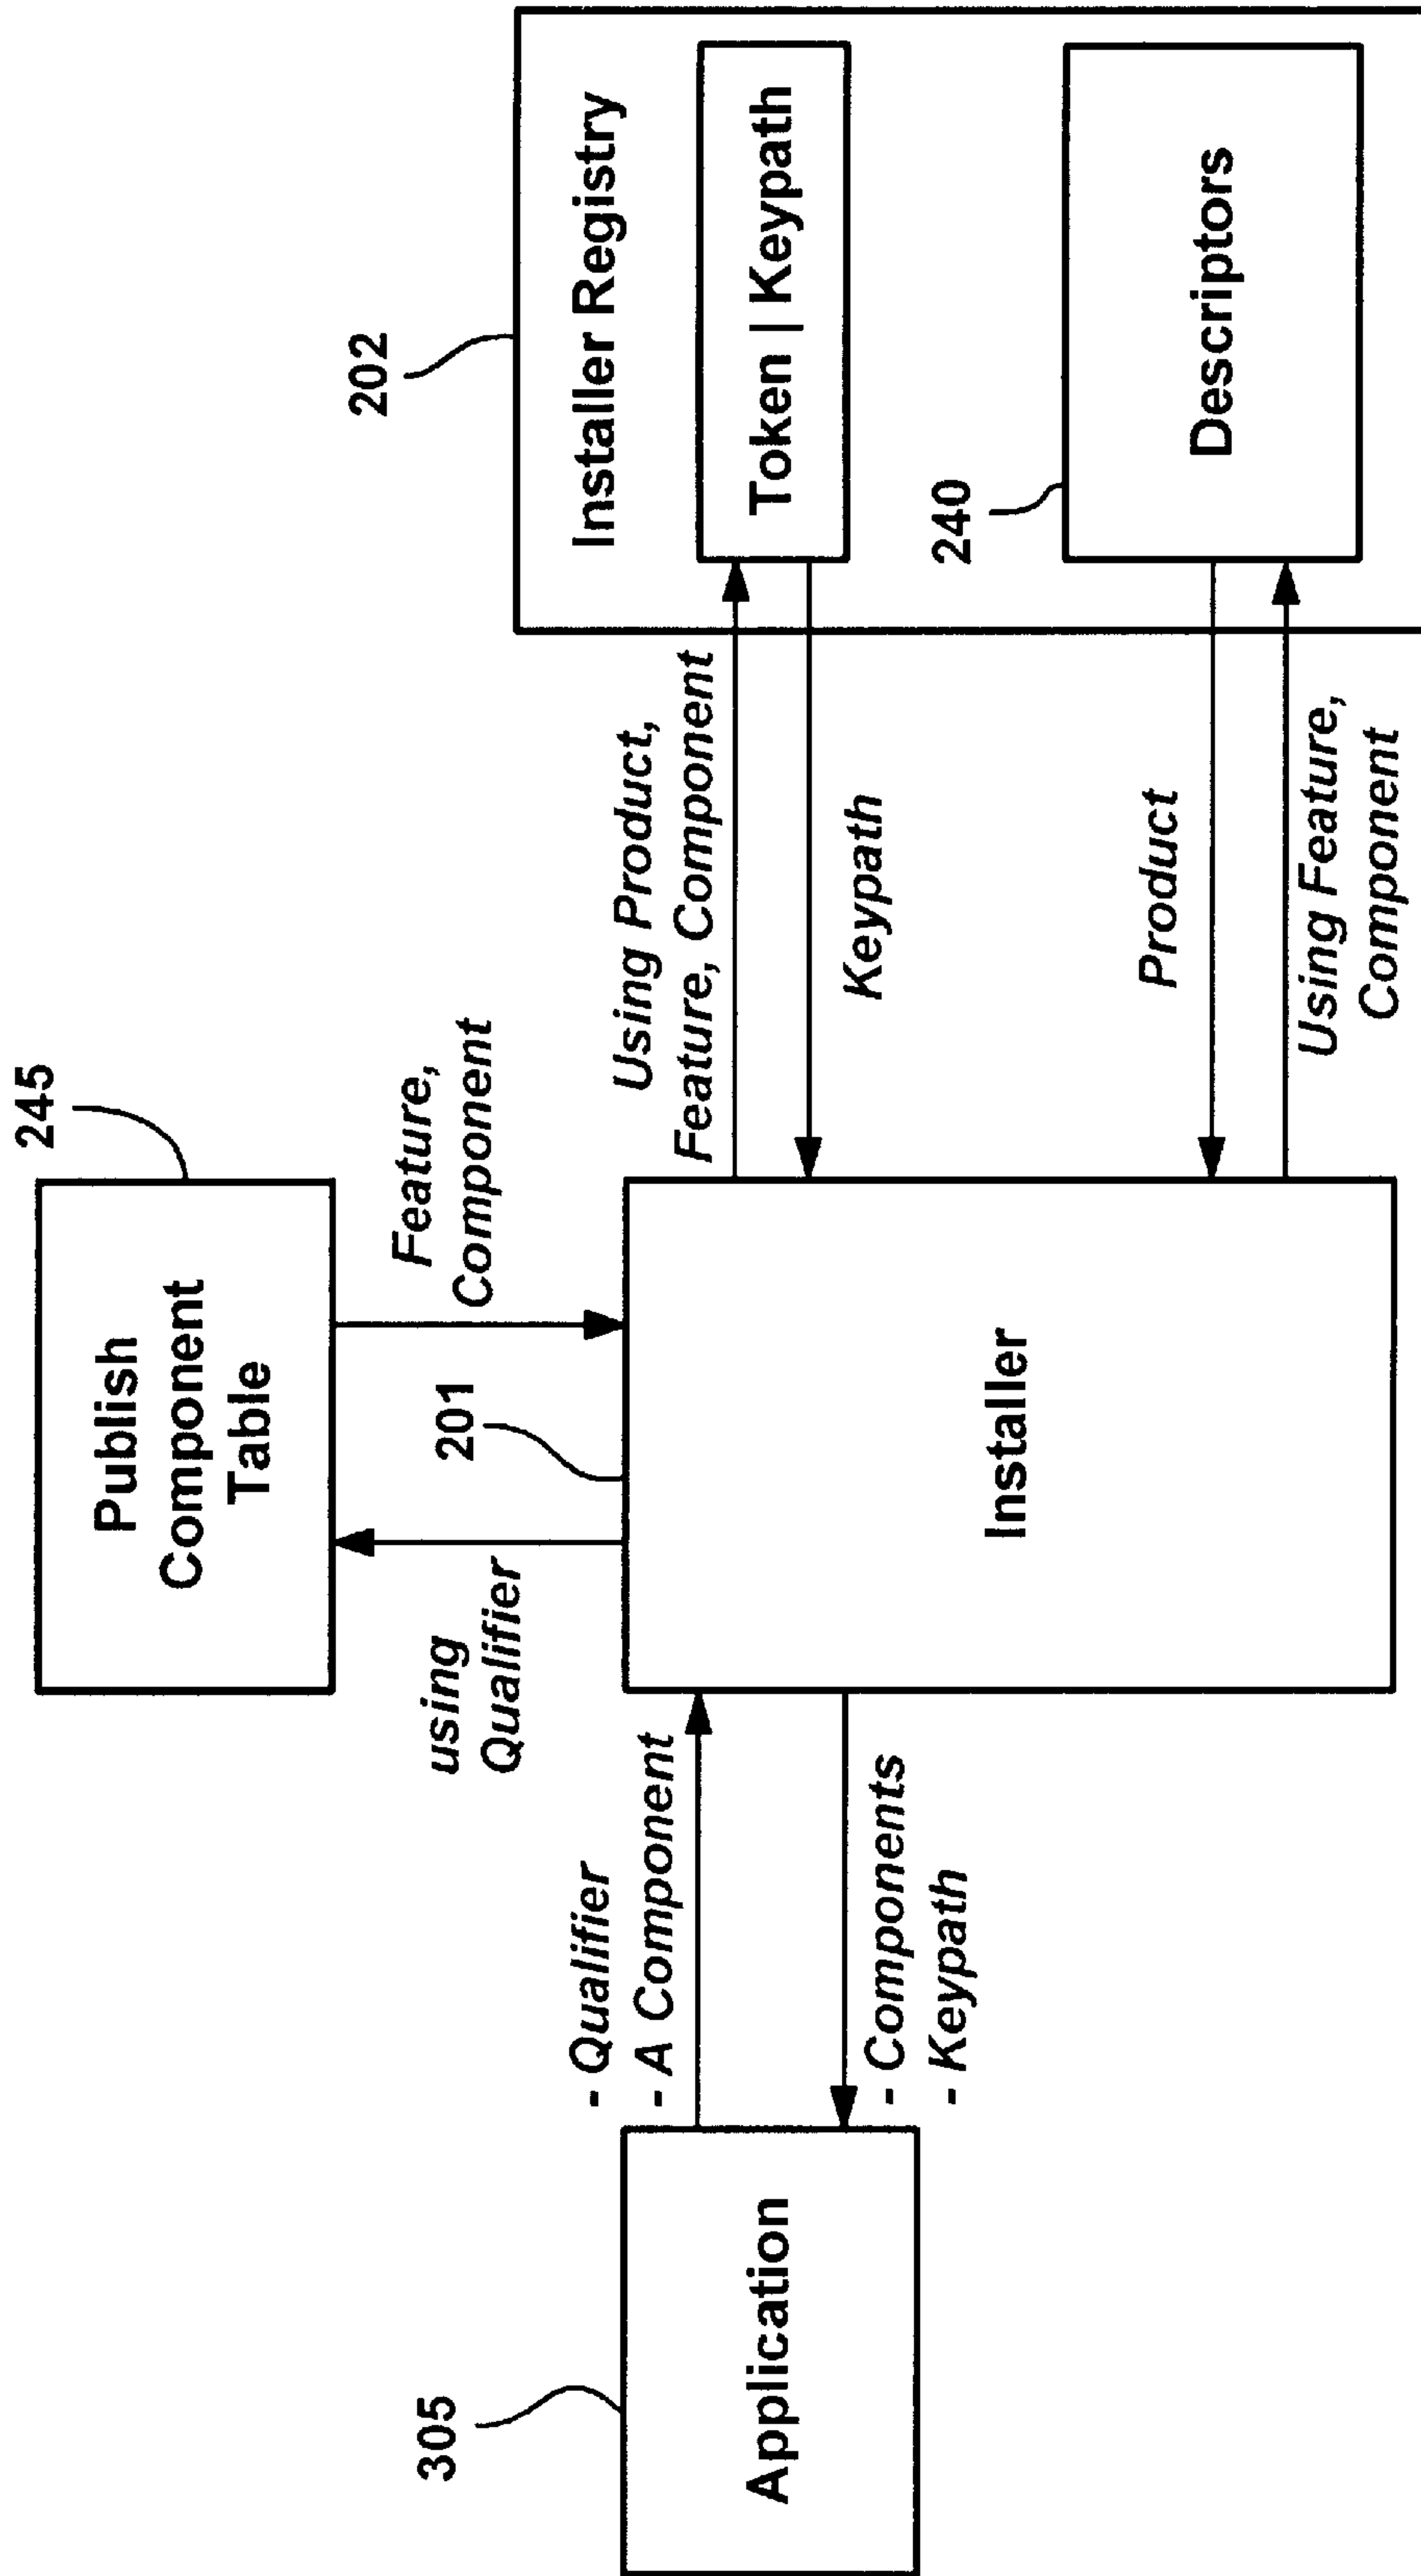 245
Publish
Component
Table
using
Qualifier
Feature,
Component
202
Installer Registry
Token | Keypath
240
Descriptors
305
Application
- Qualifier
- A Component
- Components
- Keypath
201
Installer
Using Product,
Feature, Component
Keypath
Product
Using Feature,
Component